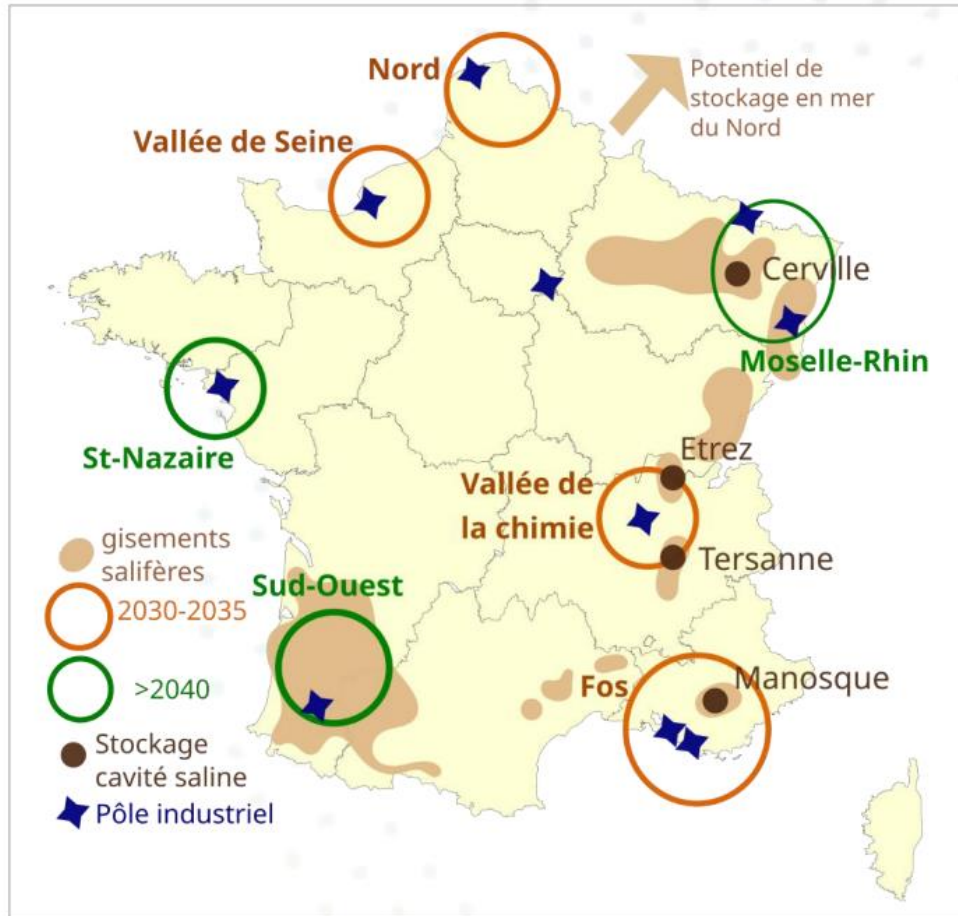 Nord
Potentiel de
stockage en mer
du Nord
Vallée de Seine
Cerville
Moselle-Rhin
St-Nazaire
Etrez
Vallée de
la chimie
Tersanne
gisements
salifères
2030-2035
>2040
Stockage
cavité saline
Pôle industriel
Sud-Ouest
Fos
Manosque